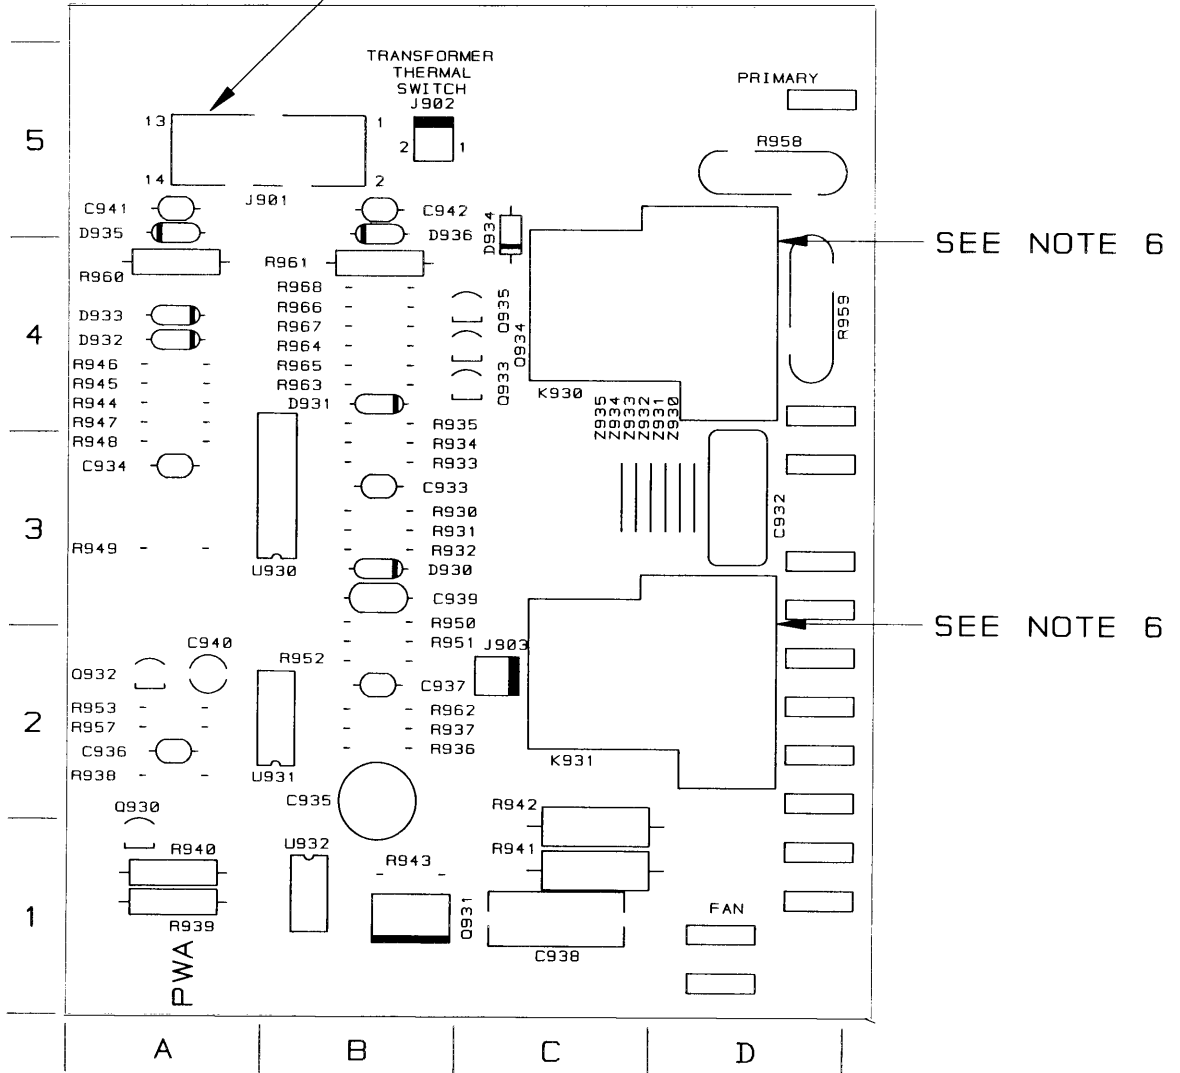 TRANSFORMER
THERMAL
SWITCH
J902
PRIMARY
13
1
2
1
5
R958
14
2
J901
C941
C942
D934
D935
D936
SEE NOTE 6
R960
R961
R968
Q935
R959
D933
R966
4
D932
R967
Q934
R946
R964
R945
R965
Q933
R944
R963
K930
R947
D931
Z935
Z934
Z933
Z932
Z931
Z930
R948
R935
R934
C934
R933
C933
C932
R930
3
R931
R949
R932
U930
D930
C939
R950
SEE NOTE 6
C940
R951
J903
Q932
R952
C937
R953
R962
2
R957
R937
C936
R936
K931
R938
U931
Q930
C935
R942
R940
U932
R943
R941
1
R939
Q931
FAN
C938
PWA
A
B
C
D